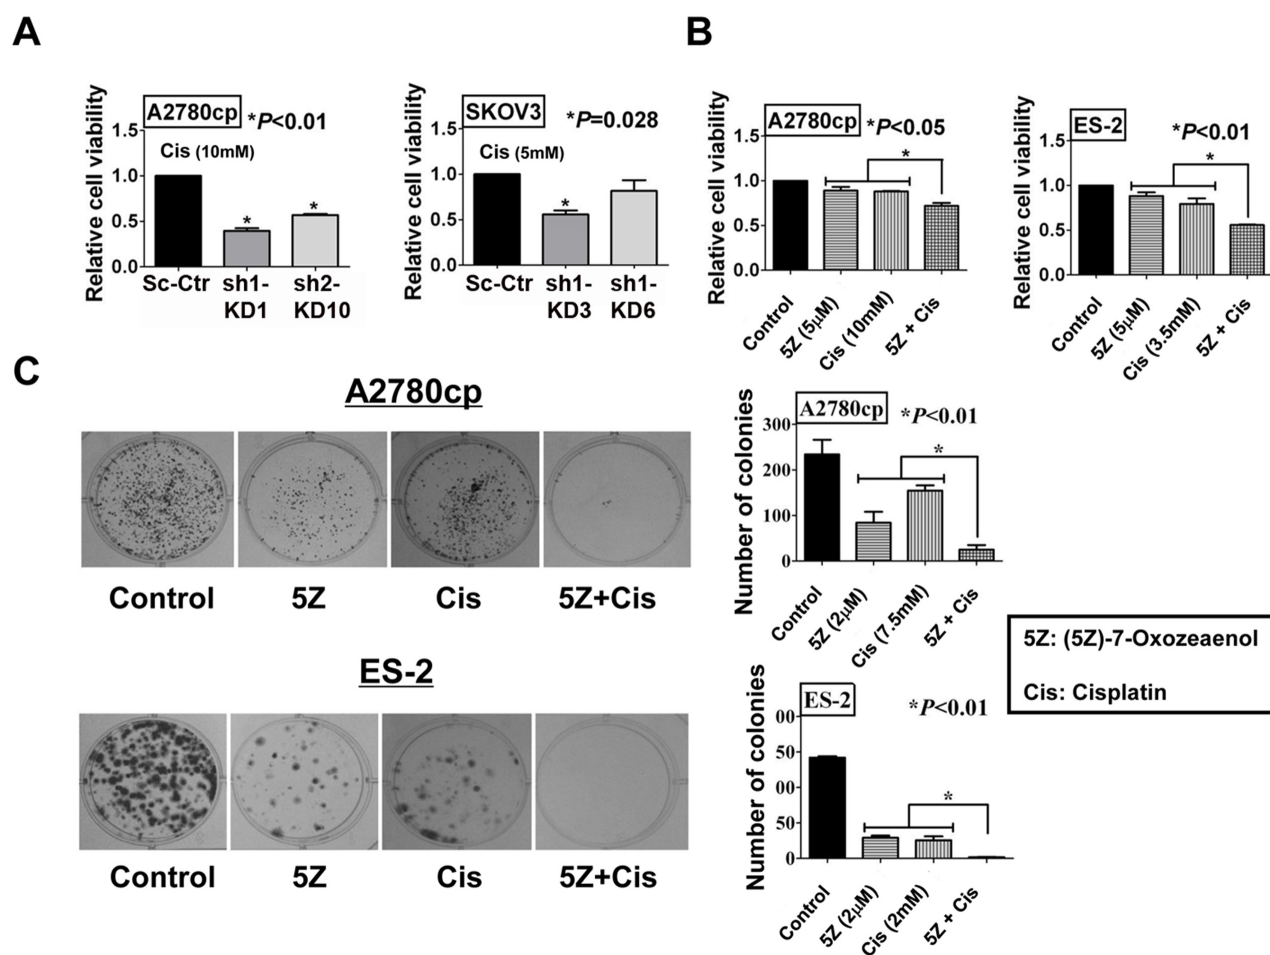 A
B
A2780cp
*P<0.01
Cis (10mM)
Relative cell viability
1.5
1.0
0.5
0.0
*
*
Sc-Ctr
sh1-
KD1
sh2-
KD10
SKOV3
*P=0.028
Cis (5mM)
Relative cell viability
1.5
1.0
0.5
0.0
*
Sc-Ctr
sh1-
KD3
sh1-
KD6
A2780cp
*P<0.05
*
Relative cell viability
1.5
1.0
0.5
0.0
Control
5Z (5μM)
Cis (10mM)
5Z + Cis
ES-2
*P<0.01
*
Relative cell viability
1.5
1.0
0.5
0.0
Control
5Z (5μM)
Cis (3.5mM)
5Z + Cis
C
A2780cp
Control
5Z
Cis
5Z+Cis
A2780cp
*P<0.01
*
Number of colonies
300
200
100
0
Control
5Z (2μM)
Cis (7.5mM)
5Z + Cis
ES-2
Control
5Z
Cis
5Z+Cis
ES-2
*P<0.01
*
Number of colonies
00
50
00
50
0
Control
5Z (2μM)
Cis (2mM)
5Z + Cis
5Z: (5Z)-7-Oxozeaenol
Cis: Cisplatin